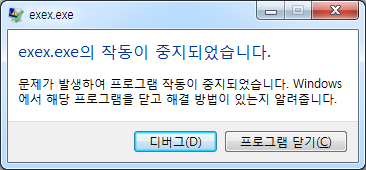 exex.exe
exex.exe의 작동이 중지되었습니다.
문제가 발생하여 프로그램 작동이 중지되었습니다. Windows
에서 해당 프로그램을 닫고 해결 방법이 있는지 알려줍니다.
디버그(D) 프로그램 닫기(C)